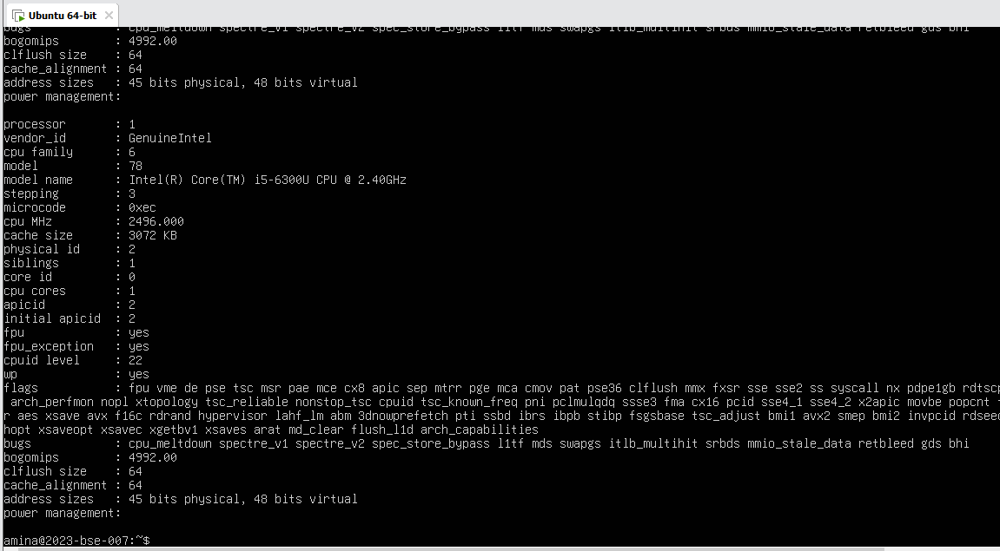 Ubuntu 64-bit
bugs : cpu_meltdown spectre_v1 spectre_v2 spec_store_bypass l1tf mds swapgs itlb_multihit srbds mmio_stale_data retbleed gds bhi
bogomips : 4992.00
clflush size : 64
cache_alignment : 64
address sizes : 45 bits physical, 48 bits virtual
power management:
processor : 1
vendor_id : GenuineIntel
cpu family : 6
model : 78
model name : Intel(R) Core(TM) i5-6300U CPU @ 2.40GHz
stepping : 3
microcode : 0xec
cpu MHz : 2496.000
cache size : 3072 KB
physical id : 2
siblings : 1
core id : 0
cpu cores : 1
apicid : 2
initial apicid : 2
fpu : yes
fpu_exception : yes
cpuid level : 22
wp : yes
flags : fpu vme de pse tsc msr pae mce cx8 apic sep mtrr pge mca cmov pat pse36 clflush mmx fxsr sse sse2 ss syscall nx pdpe1gb rdtsc
arch_perfmon nopl xtopology tsc_reliable nonstop_tsc cpuid tsc_known_freq pni pclmulqdq ssse3 fma cx16 pcid sse4_1 sse4_2 x2apic movbe popcnt
r aes xsave avx f16c rdrand hypervisor lahf_lm abm 3dnowprefetch pti ssbd ibrs ibpb stibp fsgsbase tsc_adjust bmi1 avx2 smep bmi2 invpcid rdseed
hopt xsaveopt xsavec xgetbv1 xsaves arat md_clear flush_l1d arch_capabilities
bugs : cpu_meltdown spectre_v1 spectre_v2 spec_store_bypass l1tf mds swapgs itlb_multihit srbds mmio_stale_data retbleed gds bhi
bogomips : 4992.00
clflush size : 64
cache_alignment : 64
address sizes : 45 bits physical, 48 bits virtual
power management:
amina@2023-bse-007:~$